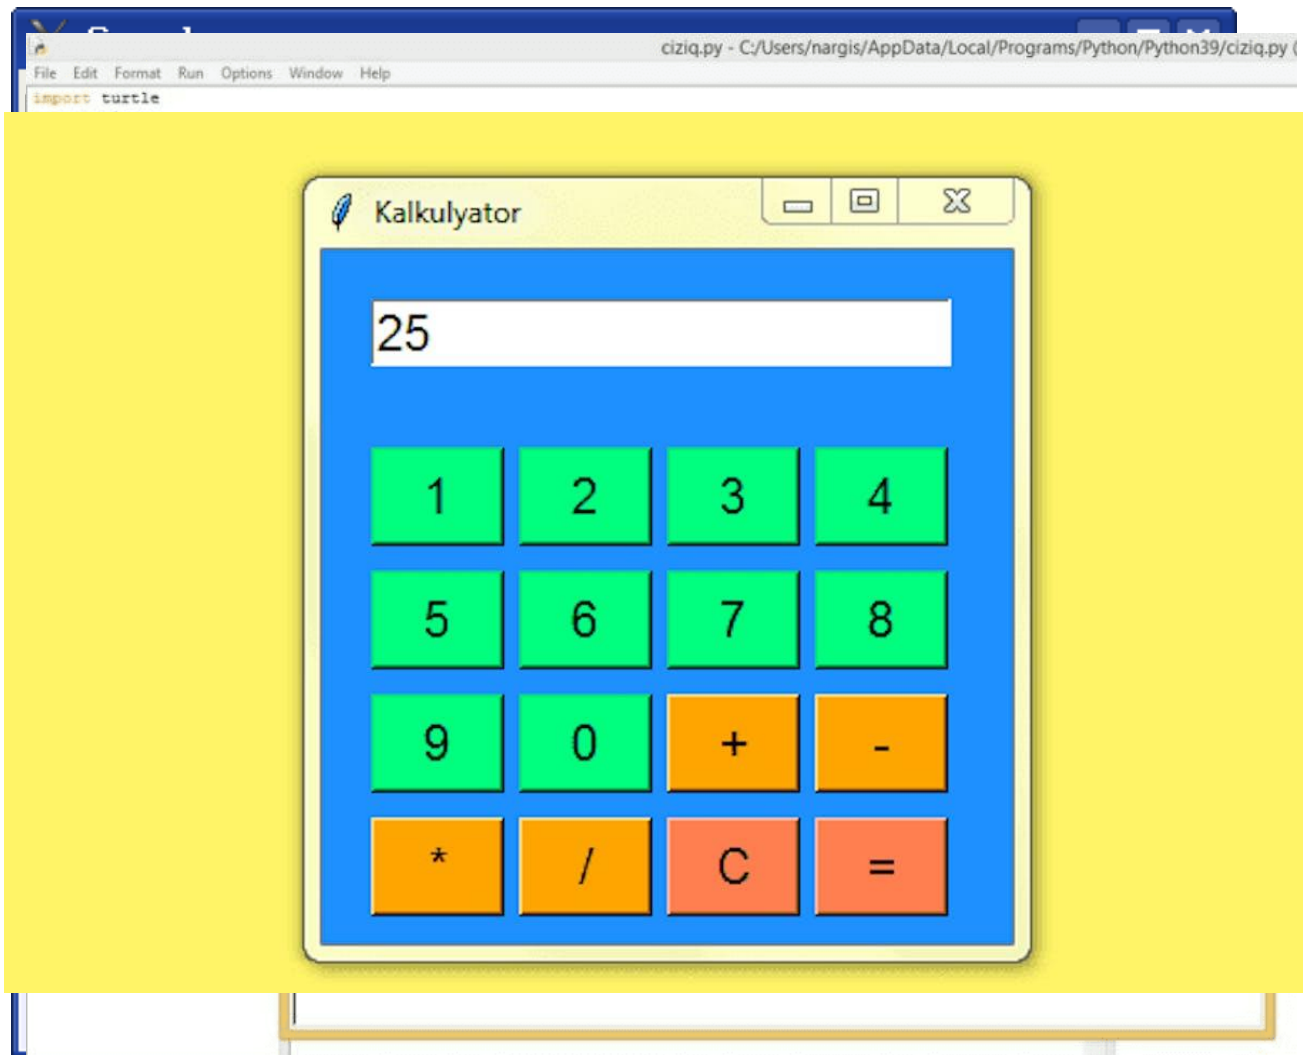 ciziq.py - C:/Users/nargis/AppData/Local/Programs/Python/Python39/ciziq.py (
File Edit Format Run Options Window Help
import turtle
Kalkulyator
25
1 2 3 4
5 6 7 8
9 0 + -
* / C =